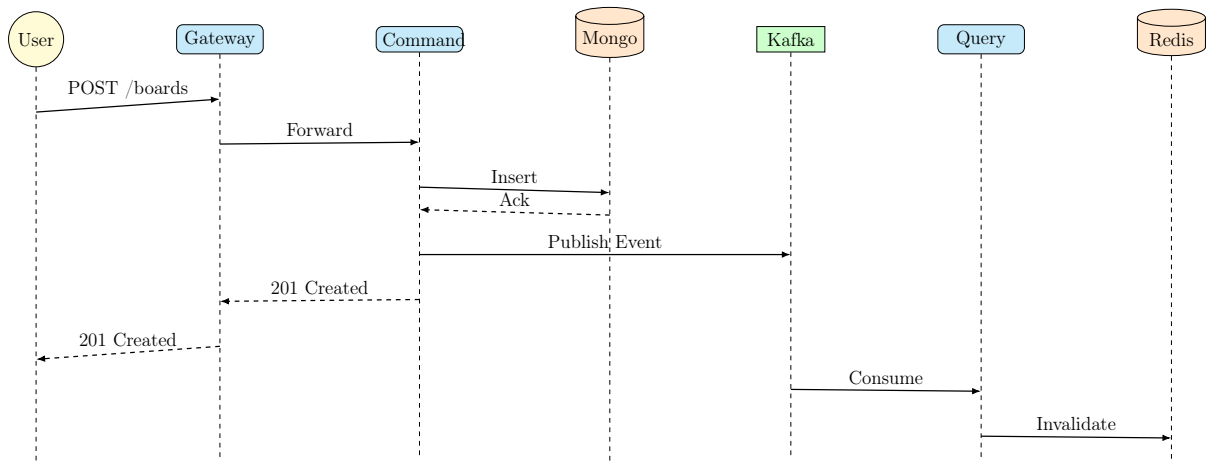 User
Gateway
Command
Mongo
Kafka
Query
Redis
POST /boards
Forward
Insert
Ack
Publish Event
201 Created
201 Created
Consume
Invalidate